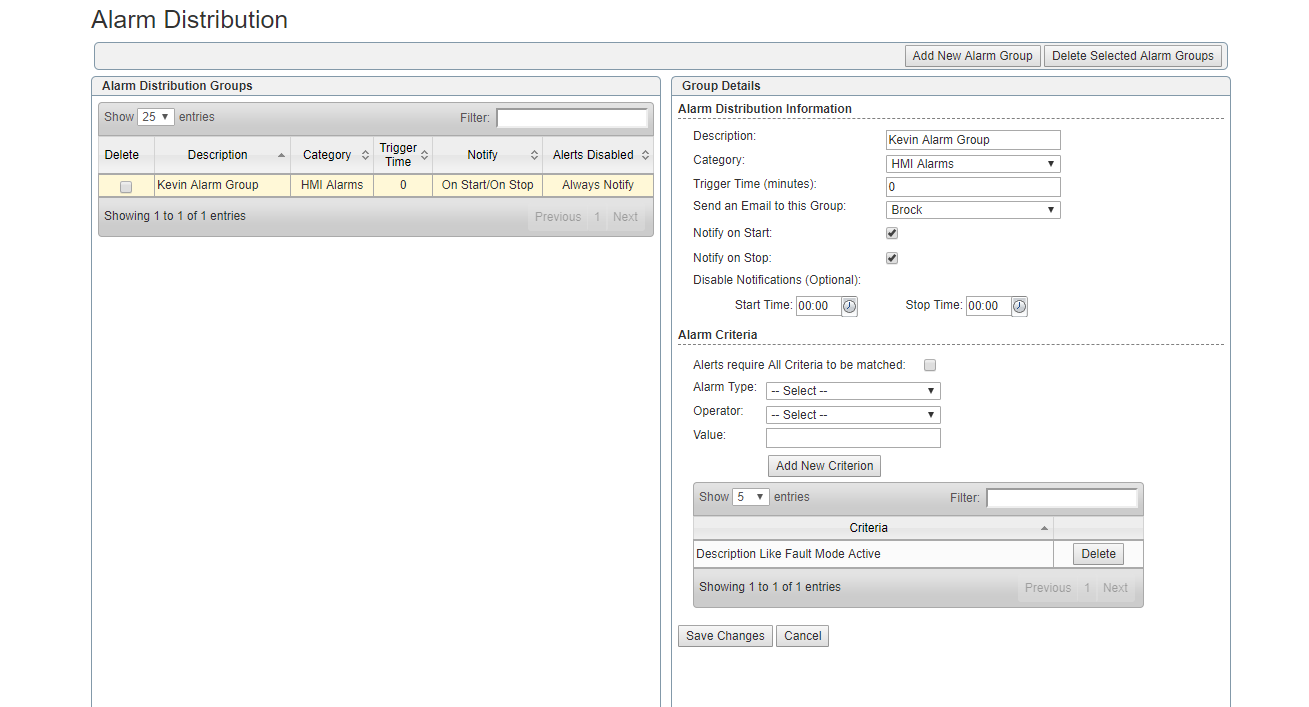 Alarm Distribution
Add New Alarm Group Delete Selected Alarm Groups
Alarm Distribution Groups
Show 25 entries Filter:
Delete Description Category Trigger Time Notify Alerts Disabled
Kevin Alarm Group HMI Alarms 0 On Start/On Stop Always Notify
Showing 1 to 1 of 1 entries Previous 1 Next
Group Details
Alarm Distribution Information
Description: Kevin Alarm Group
Category: HMI Alarms
Trigger Time (minutes): 0
Send an Email to this Group: Brock
Notify on Start:
Notify on Stop:
Disable Notifications (Optional):
Start Time: 00:00 Stop Time: 00:00
Alarm Criteria
Alerts require All Criteria to be matched:
Alarm Type: -- Select --
Operator: -- Select --
Value:
Add New Criterion
Show 5 entries Filter:
Criteria
Description Like Fault Mode Active Delete
Showing 1 to 1 of 1 entries Previous 1 Next
Save Changes Cancel